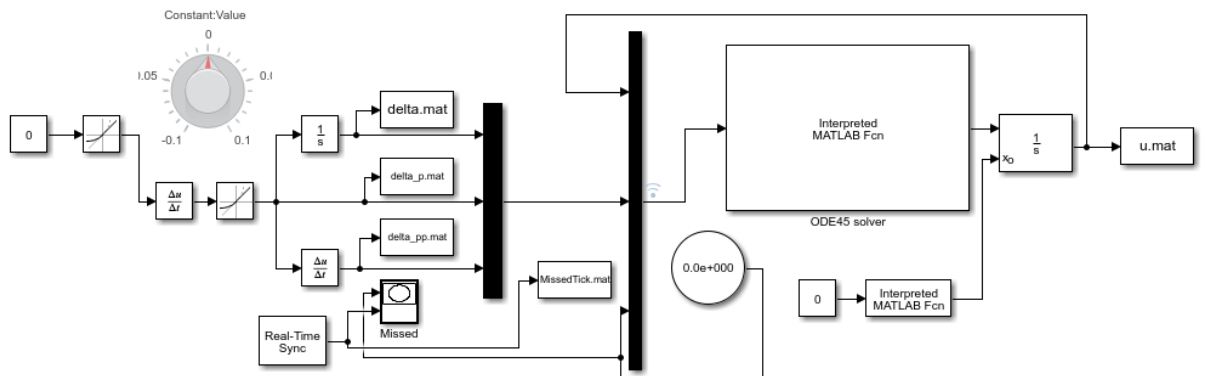 Constant:Value
0
0.05
0.0
-0.1
0.1
0
Δu
Δt
1
s
delta.mat
delta_p.mat
Δu
Δt
delta_pp.mat
MissedTick.mat
Missed
Real-Time
Sync
Interpreted
MATLAB Fcn
ODE45 solver
0.0e+000
1
s
xo
u.mat
0
Interpreted
MATLAB Fcn